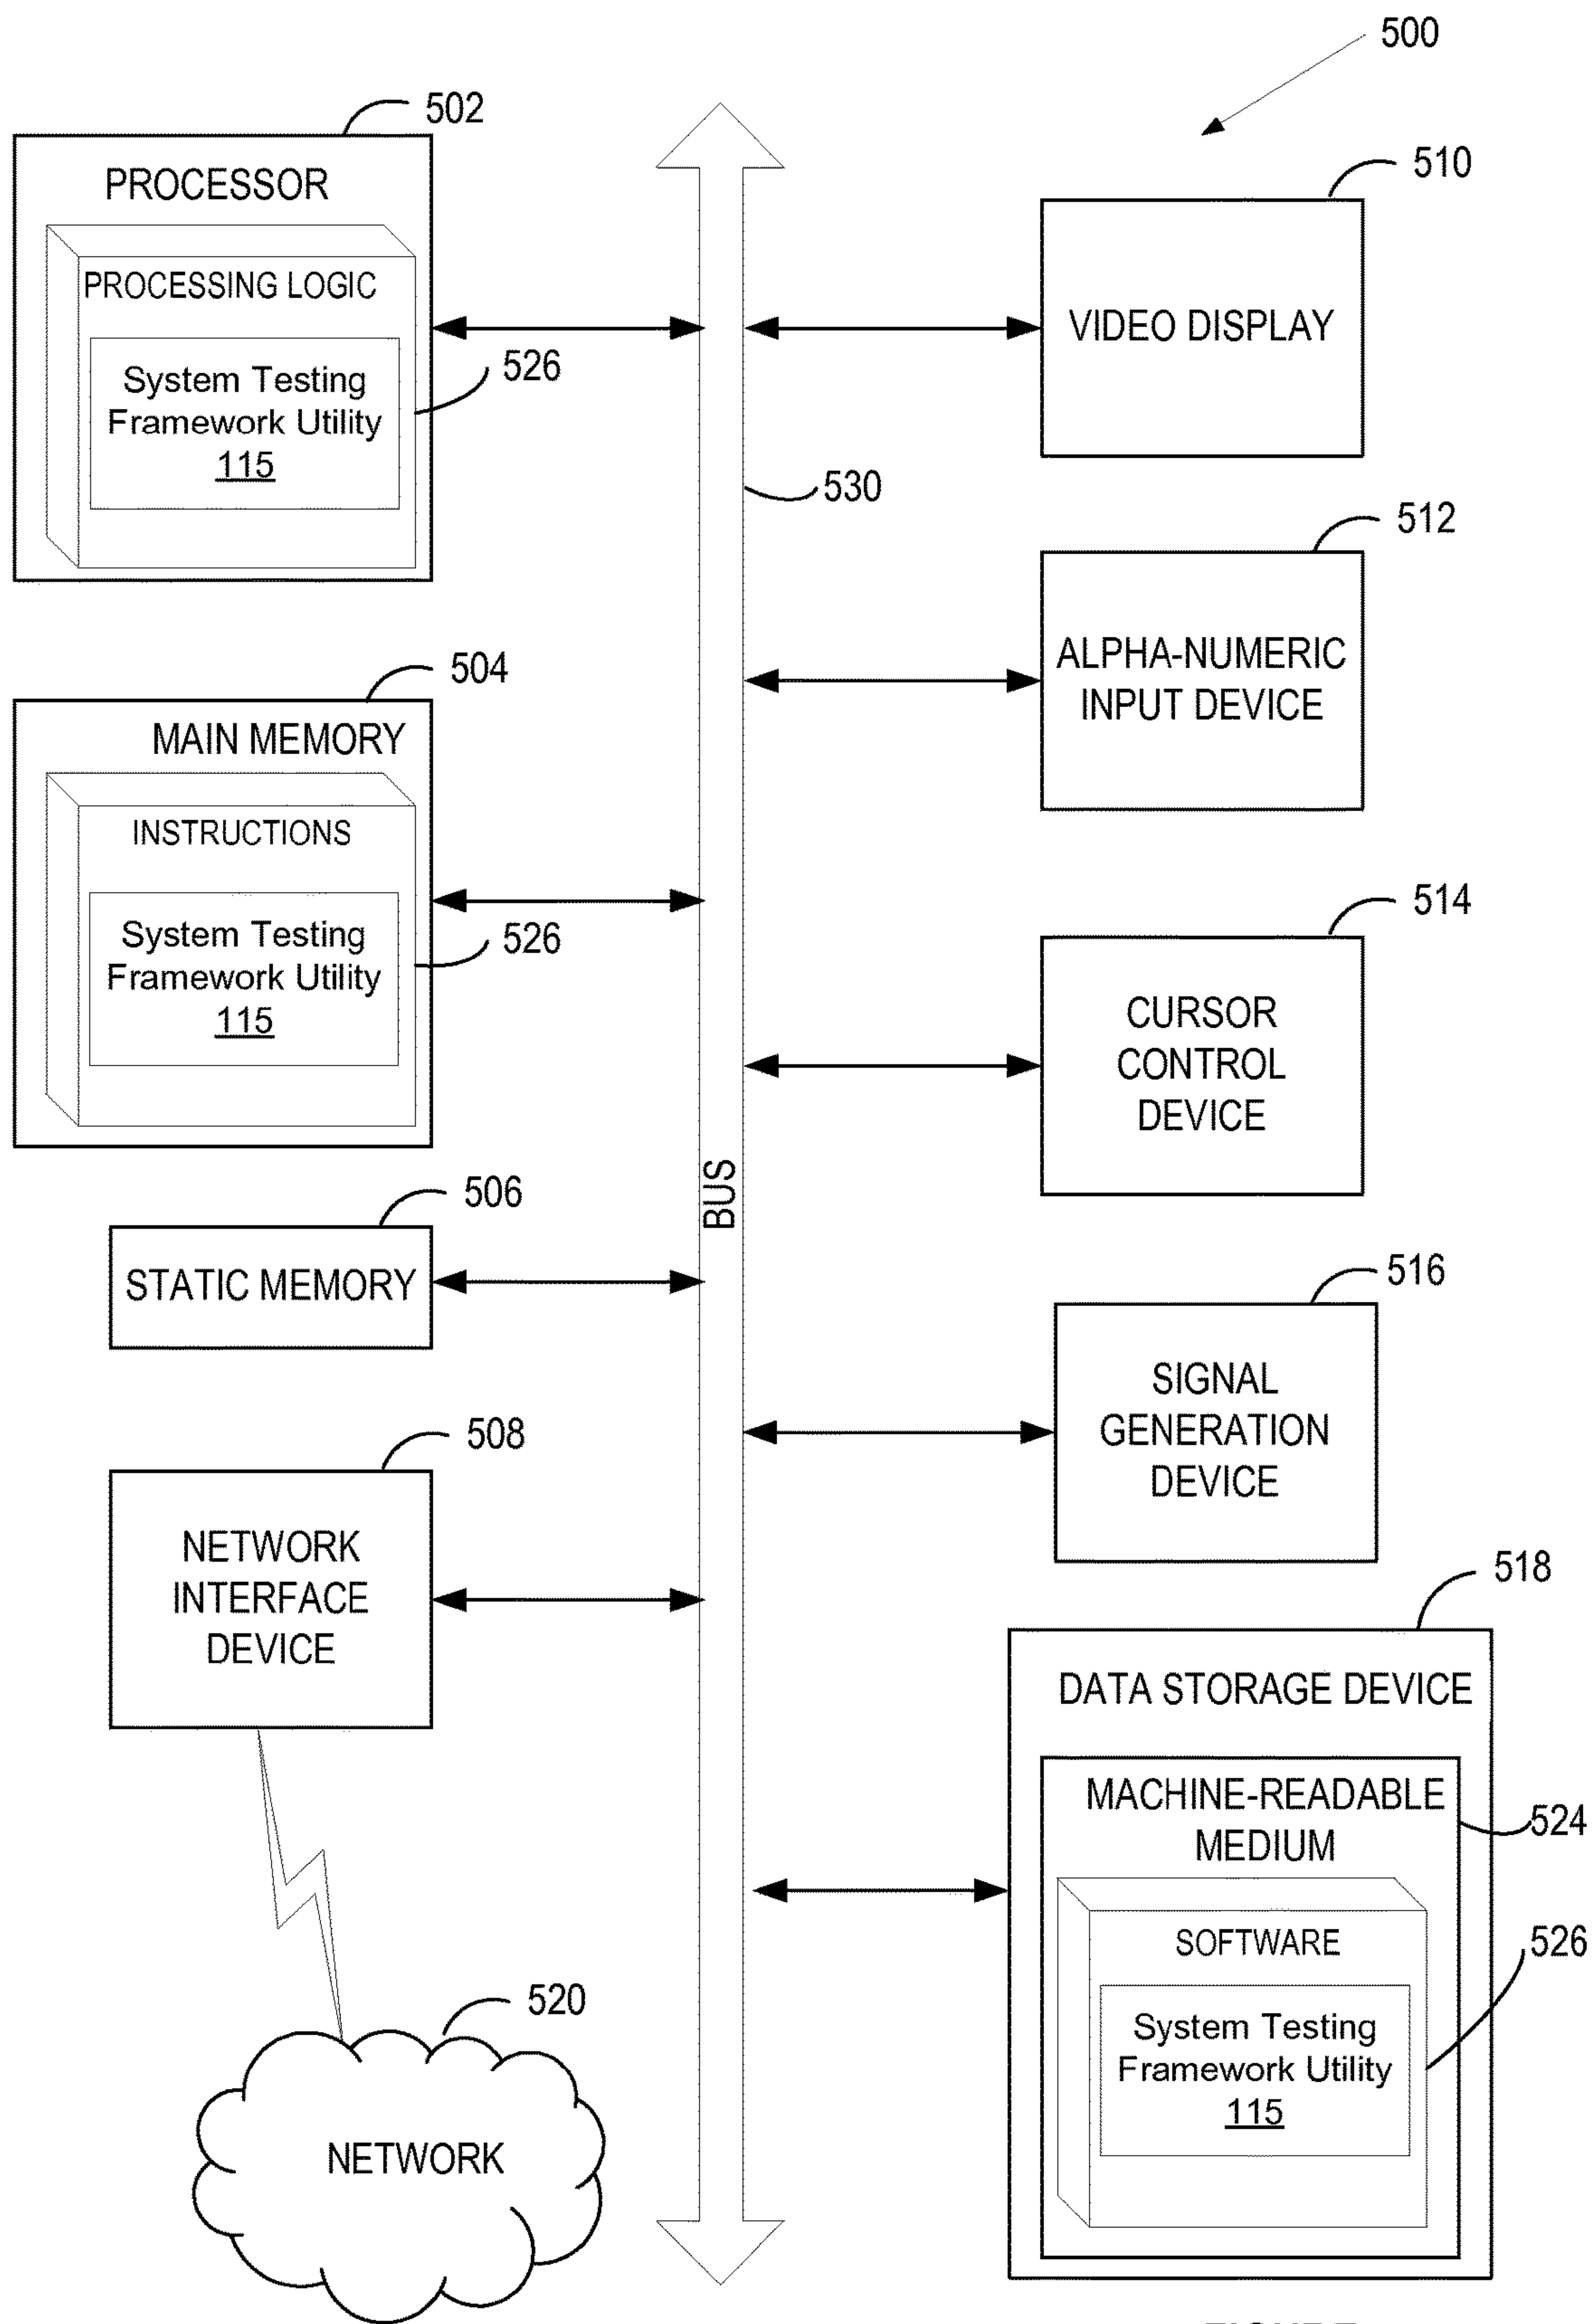 500
502
PROCESSOR
PROCESSING LOGIC
System Testing
Framework Utility
115
526
510
VIDEO DISPLAY
530
512
ALPHA-NUMERIC
INPUT DEVICE
504
MAIN MEMORY
INSTRUCTIONS
System Testing
Framework Utility
115
526
514
CURSOR
CONTROL
DEVICE
BUS
506
STATIC MEMORY
516
SIGNAL
GENERATION
DEVICE
508
NETWORK
INTERFACE
DEVICE
518
DATA STORAGE DEVICE
MACHINE-READABLE
MEDIUM
524
SOFTWARE
526
System Testing
Framework Utility
115
520
NETWORK